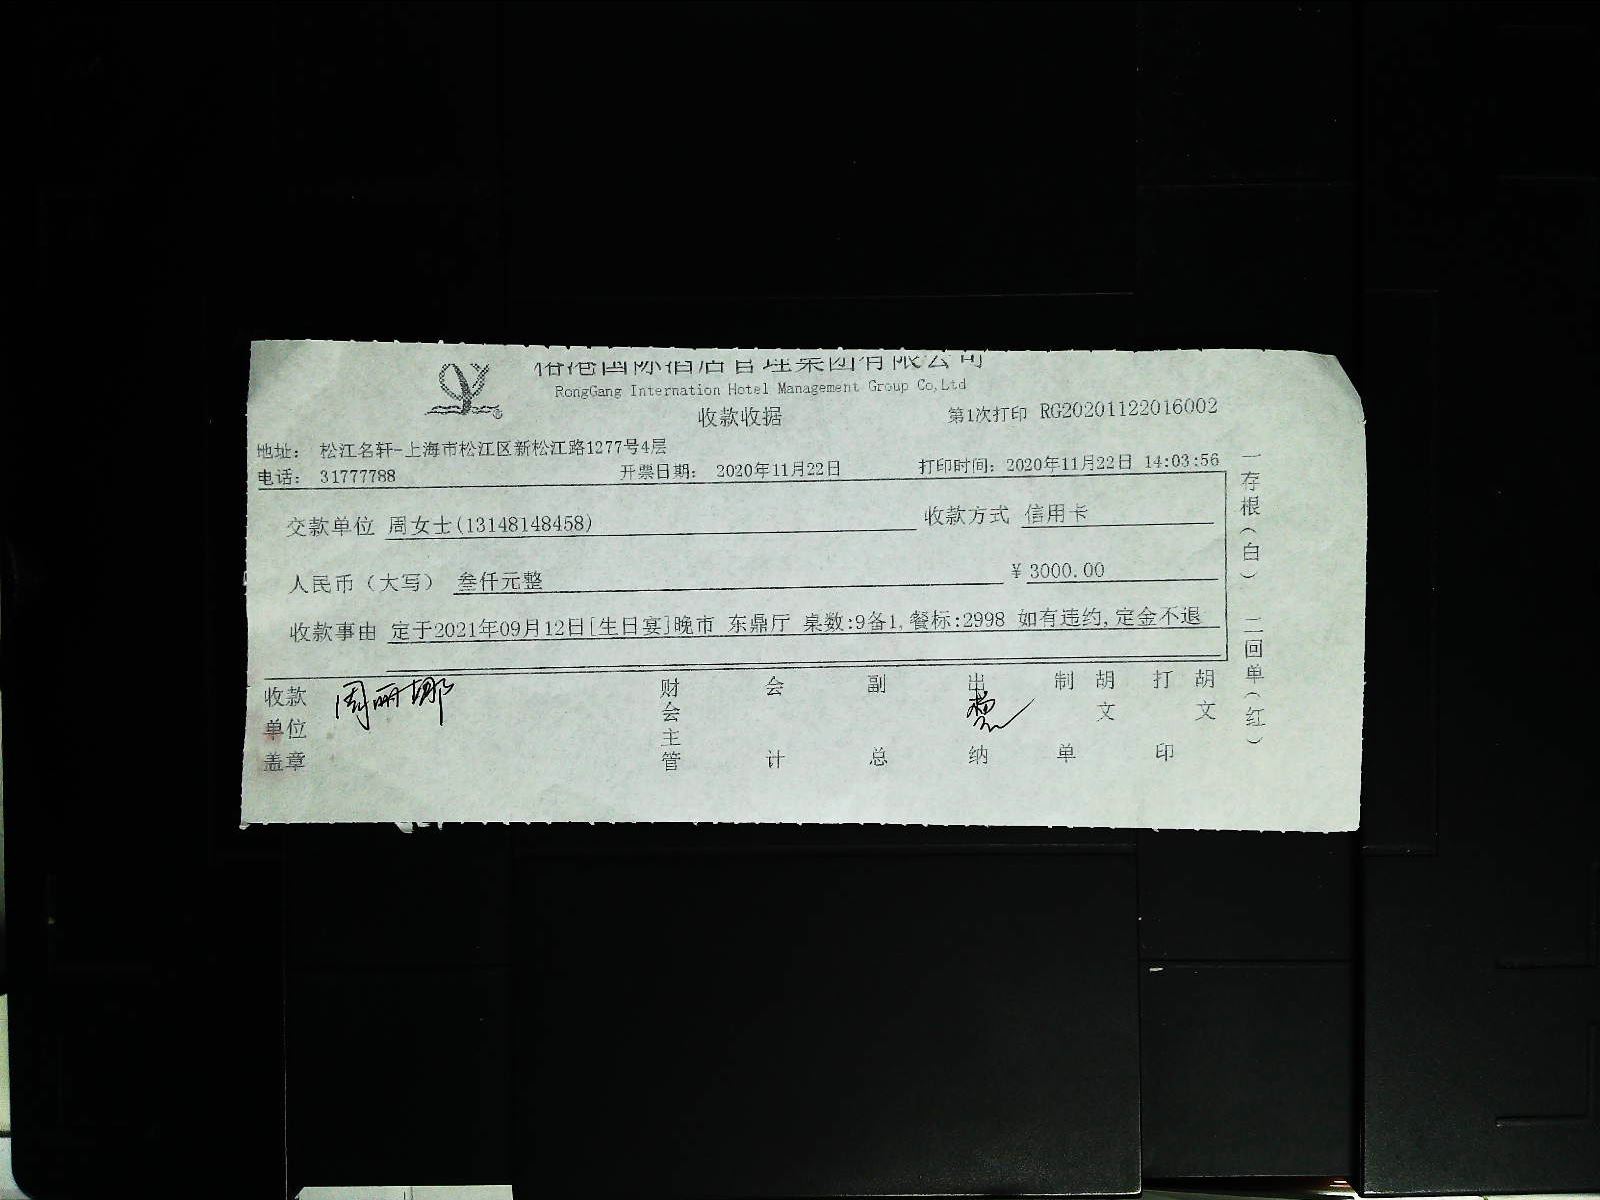 国际酒店管理集团有限公司
RongGang Internation Hotel Management Group Co,Ltd
收款收据
第1次打印 RG20201122016002
地址： 松江名轩-上海市松江区新松江路1277号4层
电话： 31777788 开票日期： 2020年11月22日 打印时间：2020年11月22日 14:03:56
交款单位 周女士(13148148458) 收款方式 信用卡
人民币（大写） 叁仟元整 ￥3000.00
收款事由 定于2021年09月12日[生日宴]晚市 东鼎厅 桌数:9备1,餐标:2998 如有违约,定金不退
收款单位盖章 周丽娜 财会主管 会计 副总 出纳 制单 胡文 打印 胡文
一存根（白） 二回单（红）